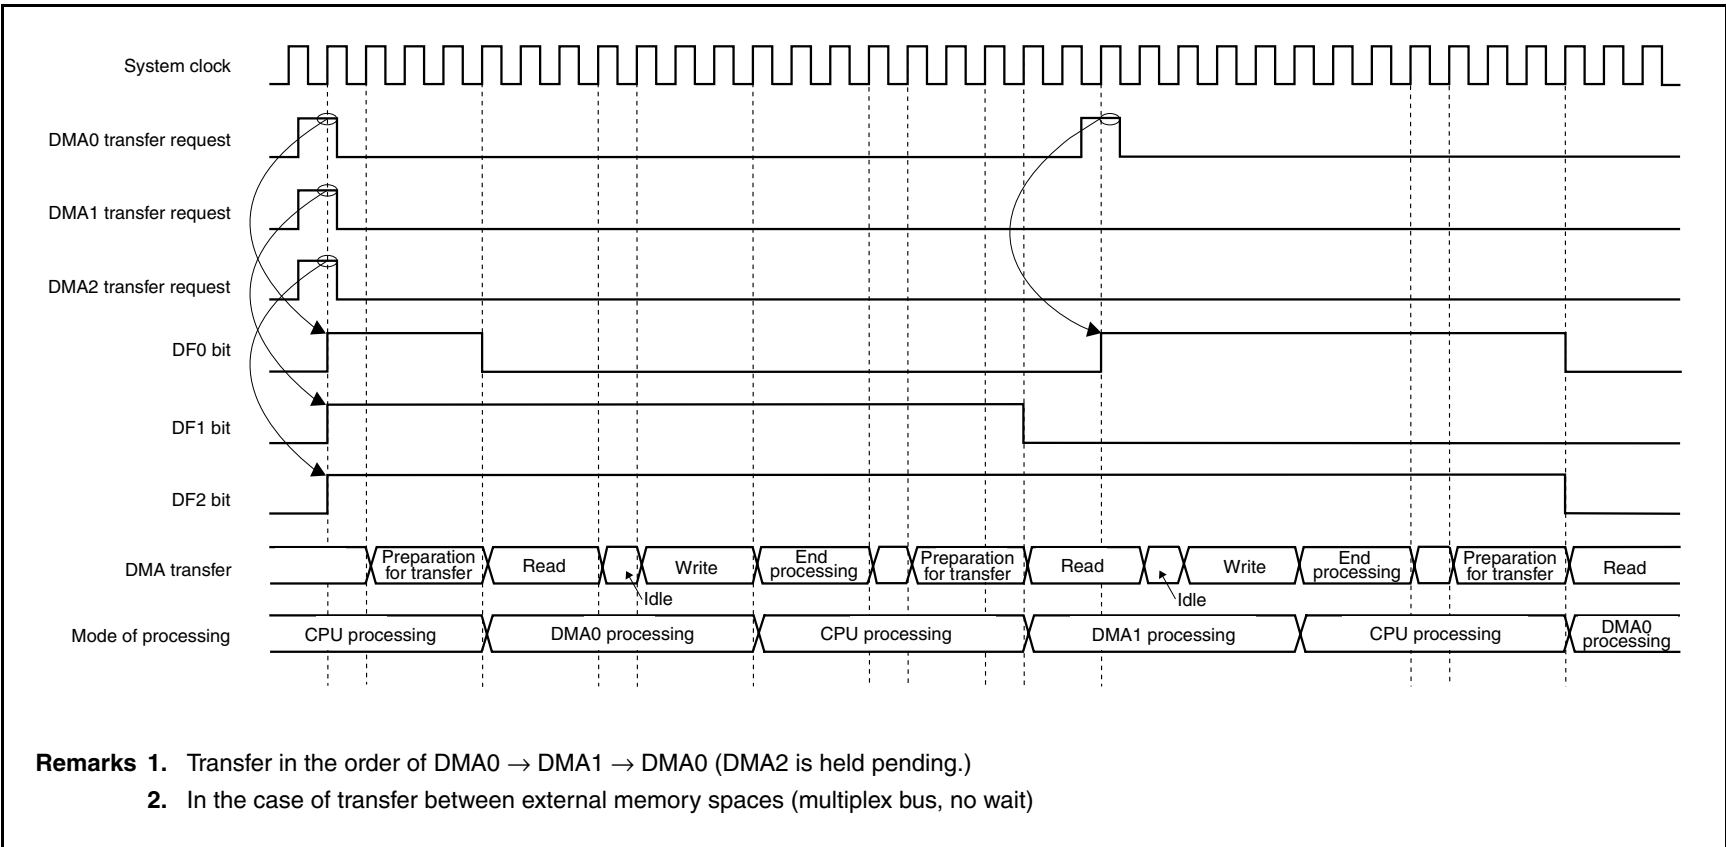 System clock
DMA0 transfer request
DMA1 transfer request
DMA2 transfer request
DF0 bit
DF1 bit
DF2 bit
DMA transfer
Preparation
for transfer
Read
Idle
Write
End
processing
Preparation
for transfer
Read
Idle
Write
End
processing
Preparation
for transfer
Read
Mode of processing
CPU processing
DMA0 processing
CPU processing
DMA1 processing
CPU processing
DMA0
processing
Remarks 1. Transfer in the order of DMA0 → DMA1 → DMA0 (DMA2 is held pending.)
2. In the case of transfer between external memory spaces (multiplex bus, no wait)